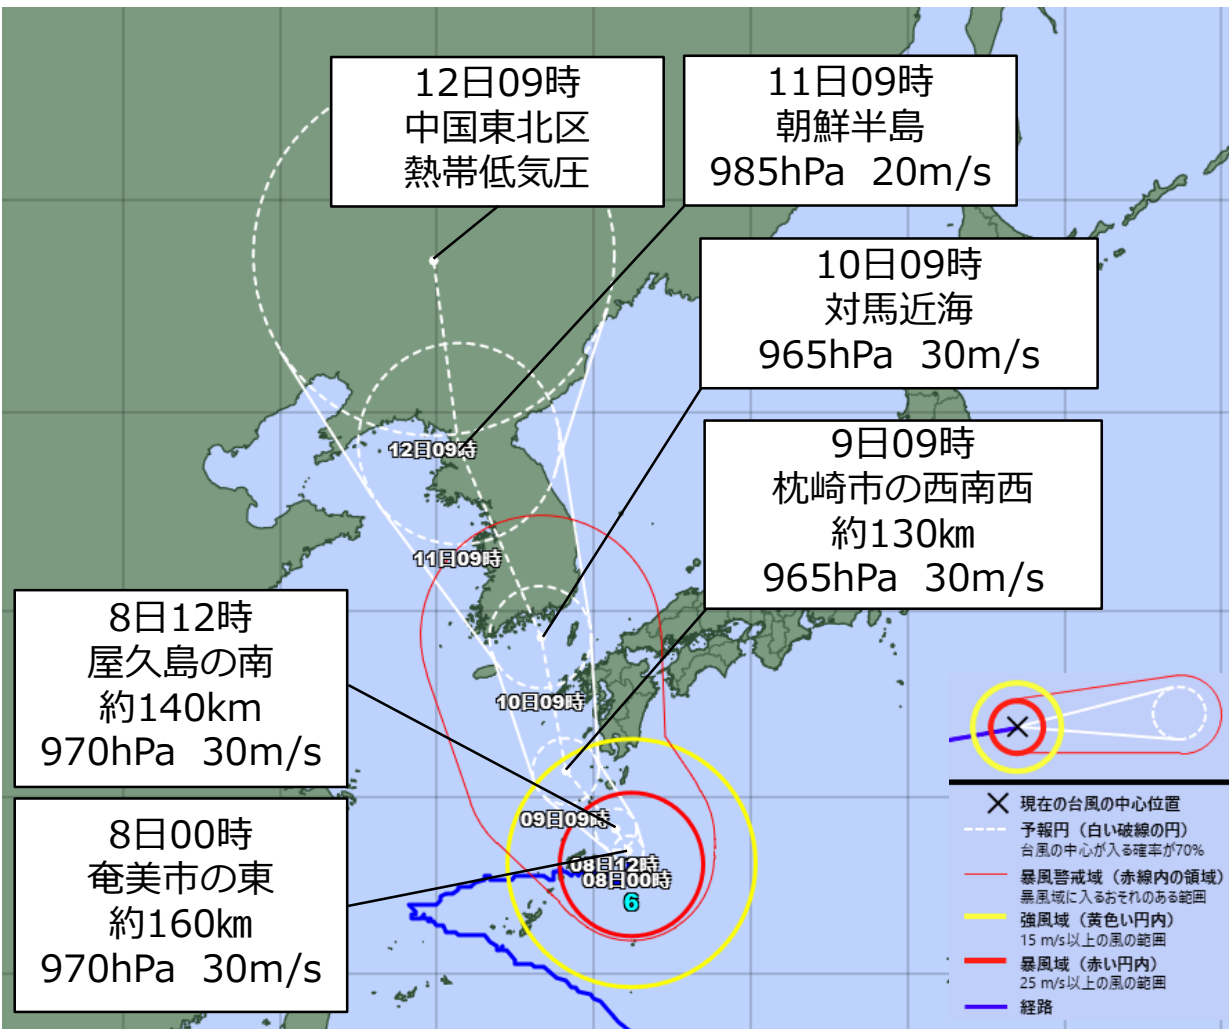 12日09時
中国東北区
熱帯低気圧
11日09時
朝鮮半島
985hPa 20m/s
10日09時
対馬近海
965hPa 30m/s
9日09時
枕崎市の西南西
約130㎞
965hPa 30m/s
8日12時
屋久島の南
約140km
970hPa 30m/s
8日00時
奄美市の東
約160㎞
970hPa 30m/s
12日09時
11日09時
10日09時
09日09時
08日12時
08日00時
6
現在の台風の中心位置
予報円（白い破線の円）
台風の中心が入る確率が70%
暴風警戒域（赤線内の領域）
暴風域に入るおそれのある範囲
強風域（黄色い円内）
15 m/s以上の風の範囲
暴風域（赤い円内）
25 m/s以上の風の範囲
経路